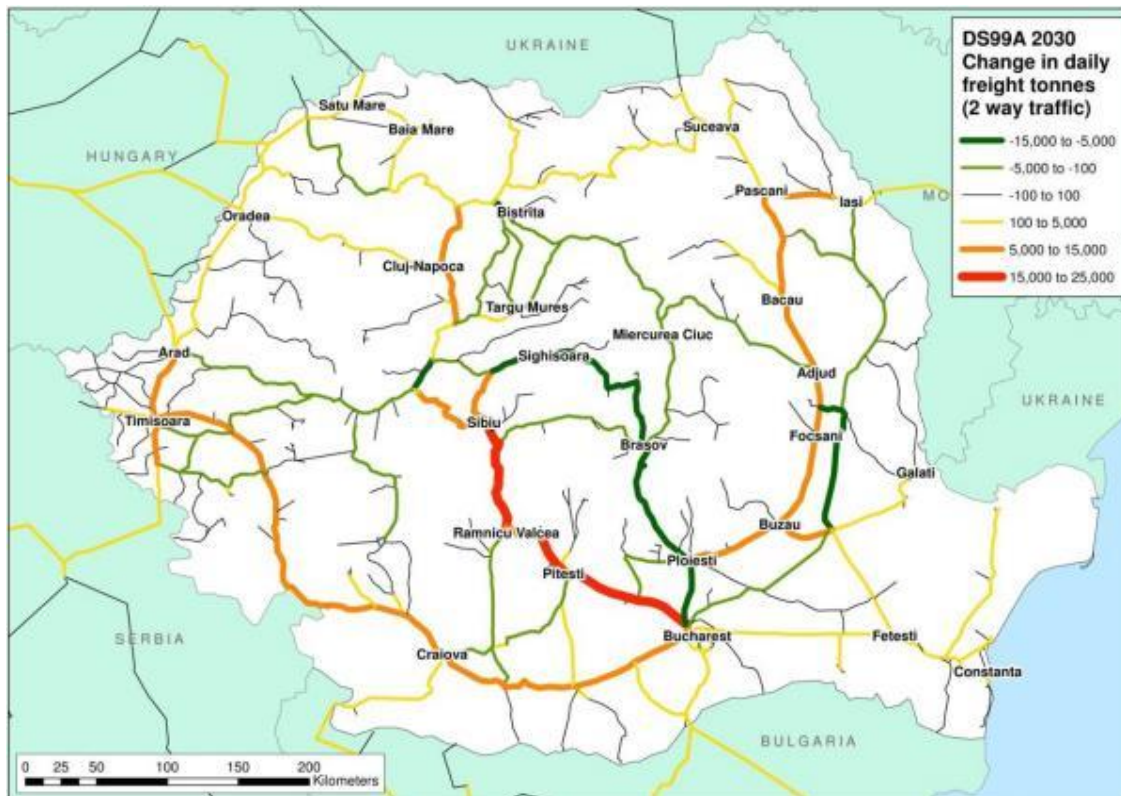 UKRAINE
DS99A 2030
Change in daily
freight tonnes
(2 way traffic)
-15,000 to -5,000
-5,000 to -100
-100 to 100
100 to 5,000
5,000 to 15,000
15,000 to 25,000
Satu Mare
Baia Mare
Suceava
HUNGARY
Pascani
Iasi
MO
Oradea
Bistrita
Cluj-Napoca
Targu Mures
Bacau
Miercurea Ciuc
Arad
Sighisoara
Adjud
UKRAINE
Timisoara
Sibiu
Brasov
Focsani
Galati
Ramnicu Valcea
Buzau
Ploiesti
Pitesti
SERBIA
Craiova
Bucharest
Fetesti
Constanta
BULGARIA
0 25 50 100 150 200
Kilometers